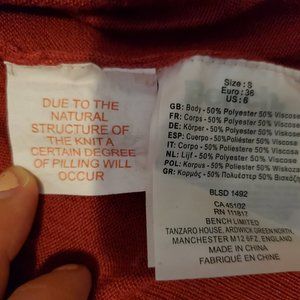 DUE TO THE
NATURAL
STRUCTURE OF
THE KNIT A
CERTAIN DEGREE
OF PILLING WILL
OCCUR
Size : S
Euro : 36
US : 6
GB: Body - 50% Polyester 50% Viscose
FR: Corps - 50% Polyester 50% Viscose
DE: Körper - 50% Polyester 50% Viscose
ESP: Cuerpo - 50% Poliéster 50% Viscosa
IT: Corpo - 50% Poliestere 50% Viscosa
NL: Lijf - 50% Polyester 50% Viscose
POL: Korpus - 50% Poliester 50% Wiskoza
GR: Κορμός - 50% Πολυεστέρα 50% Βισκόζη
BLSD 1492
CA 45102
RN 111817
BENCH LIMITED
TANZARO HOUSE, ARDWICK GREEN NORTH,
MANCHESTER M12 6FZ, ENGLAND
MADE IN CHINA
FABRIQUÉ EN CHINE